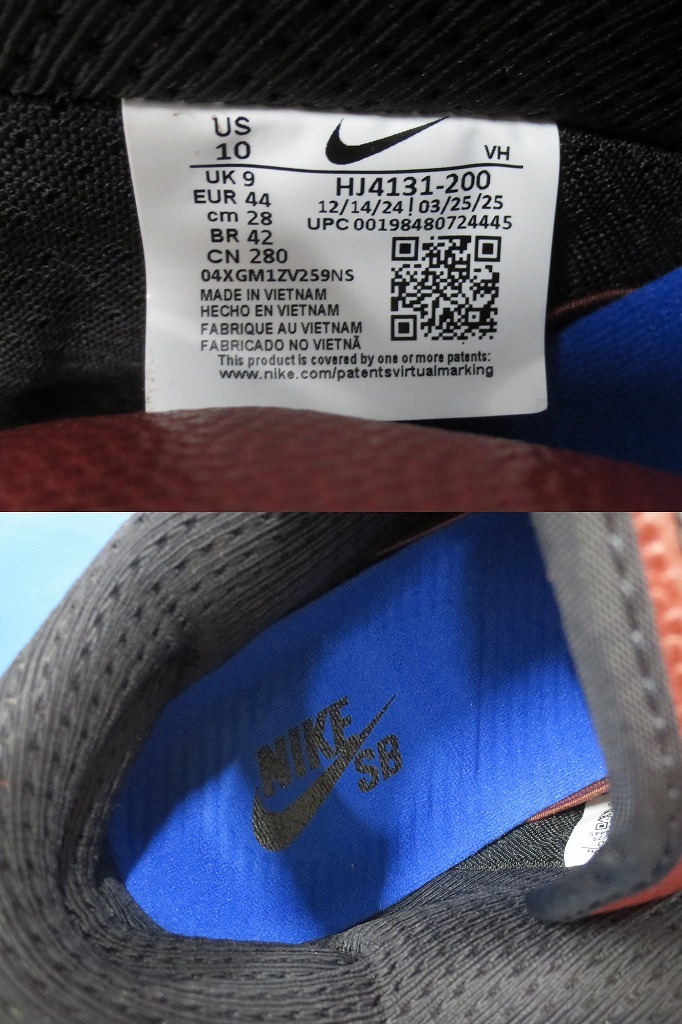 US
10
VH
UK 9
EUR 44
cm 28
BR 42
CN 280
HJ4131-200
12/14/24 | 03/25/25
UPC 00198480724445
04XGM1ZV259NS
MADE IN VIETNAM
HECHO EN VIETNAM
FABRIQUE AU VIETNAM
FABRICADO NO VIETNÃ
This product is covered by one or more patents:
www.nike.com/patentsvirtualmarking
NIKE
SB